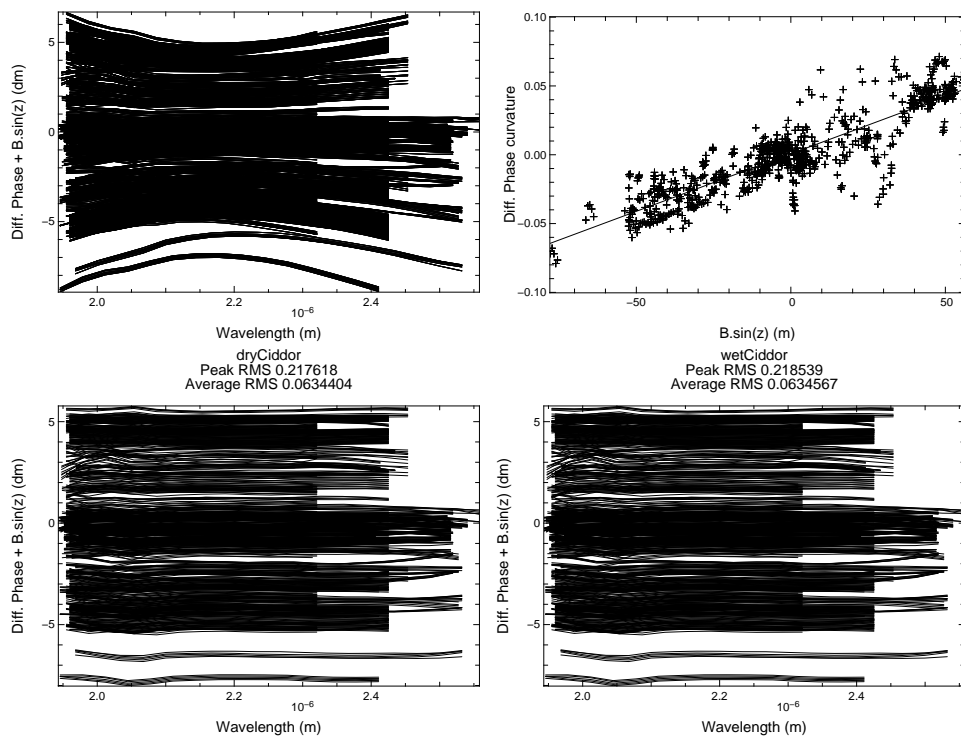 5
0
−5
Diff. Phase + B.sin(z) (dm)
2.0
2.2
2.4
10⁻⁶
Wavelength (m)
0.10
0.05
0.00
−0.05
−0.10
Diff. Phase curvature
−50
0
50
B.sin(z) (m)
dryCiddor
Peak RMS 0.217618
Average RMS 0.0634404
5
0
−5
Diff. Phase + B.sin(z) (dm)
2.0
2.2
2.4
10⁻⁶
Wavelength (m)
wetCiddor
Peak RMS 0.218539
Average RMS 0.0634567
5
0
−5
Diff. Phase + B.sin(z) (dm)
2.0
2.2
2.4
10⁻⁶
Wavelength (m)